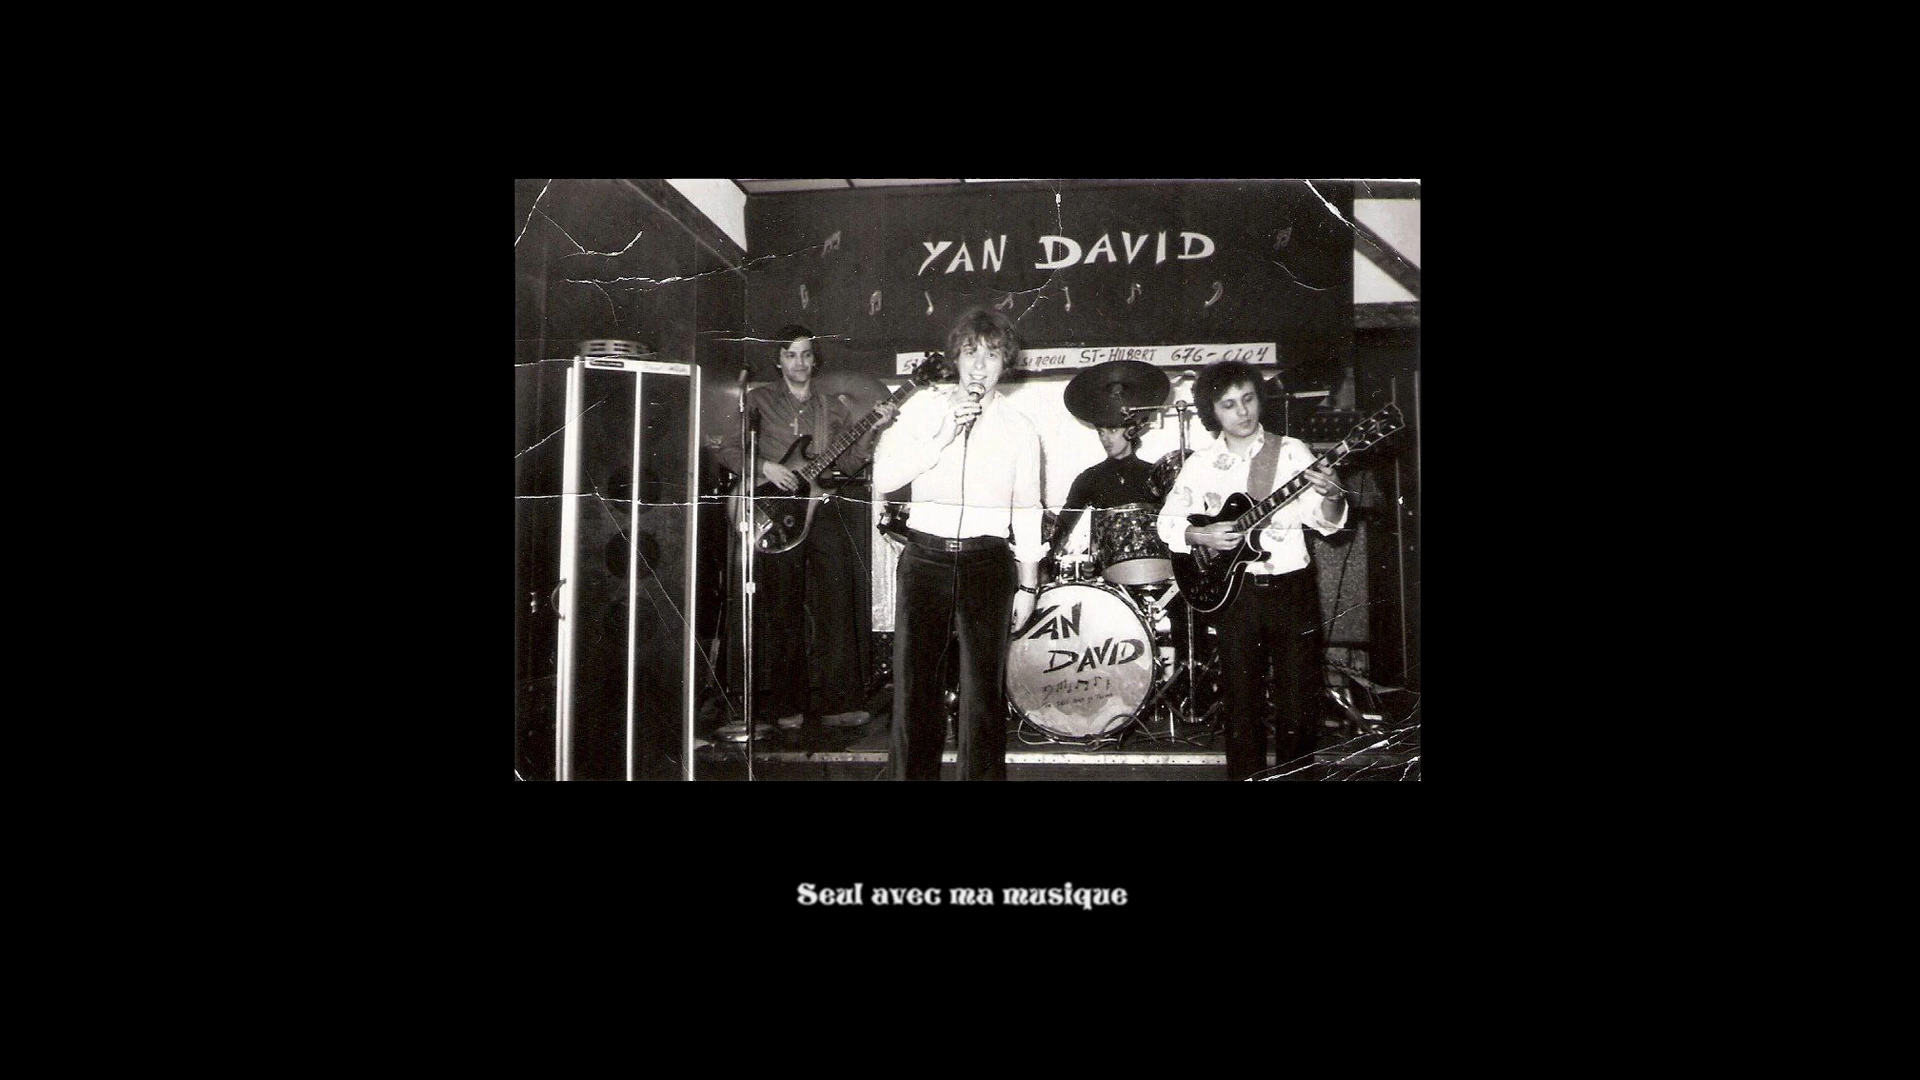 YAN DAVID
ST-HUBERT 676-0104
YAN
DAVID
Seul avec ma musique